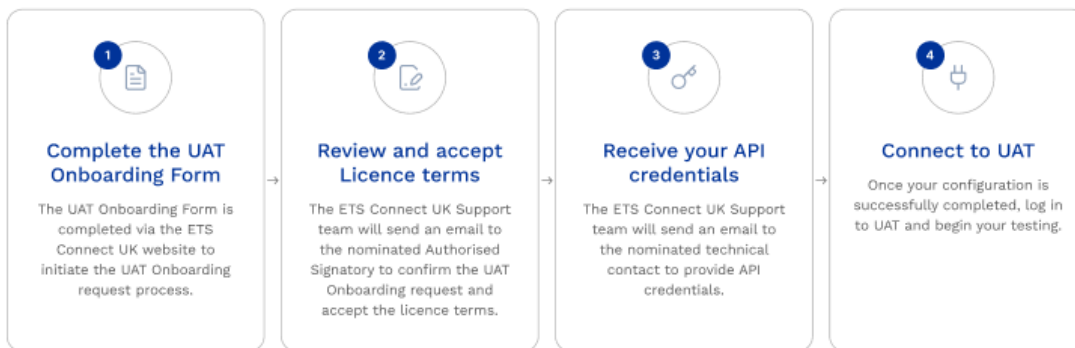 1
Complete the UAT
Onboarding Form
The UAT Onboarding Form is
completed via the ETS
Connect UK website to
initiate the UAT Onboarding
request process.
→
2
Review and accept
Licence terms
The ETS Connect UK Support
team will send an email to
the nominated Authorised
Signatory to confirm the UAT
Onboarding request and
accept the licence terms.
→
3
Receive your API
credentials
The ETS Connect UK Support
team will send an email to
the nominated technical
contact to provide API
credentials.
→
4
Connect to UAT
Once your configuration is
successfully completed, log in
to UAT and begin your testing.